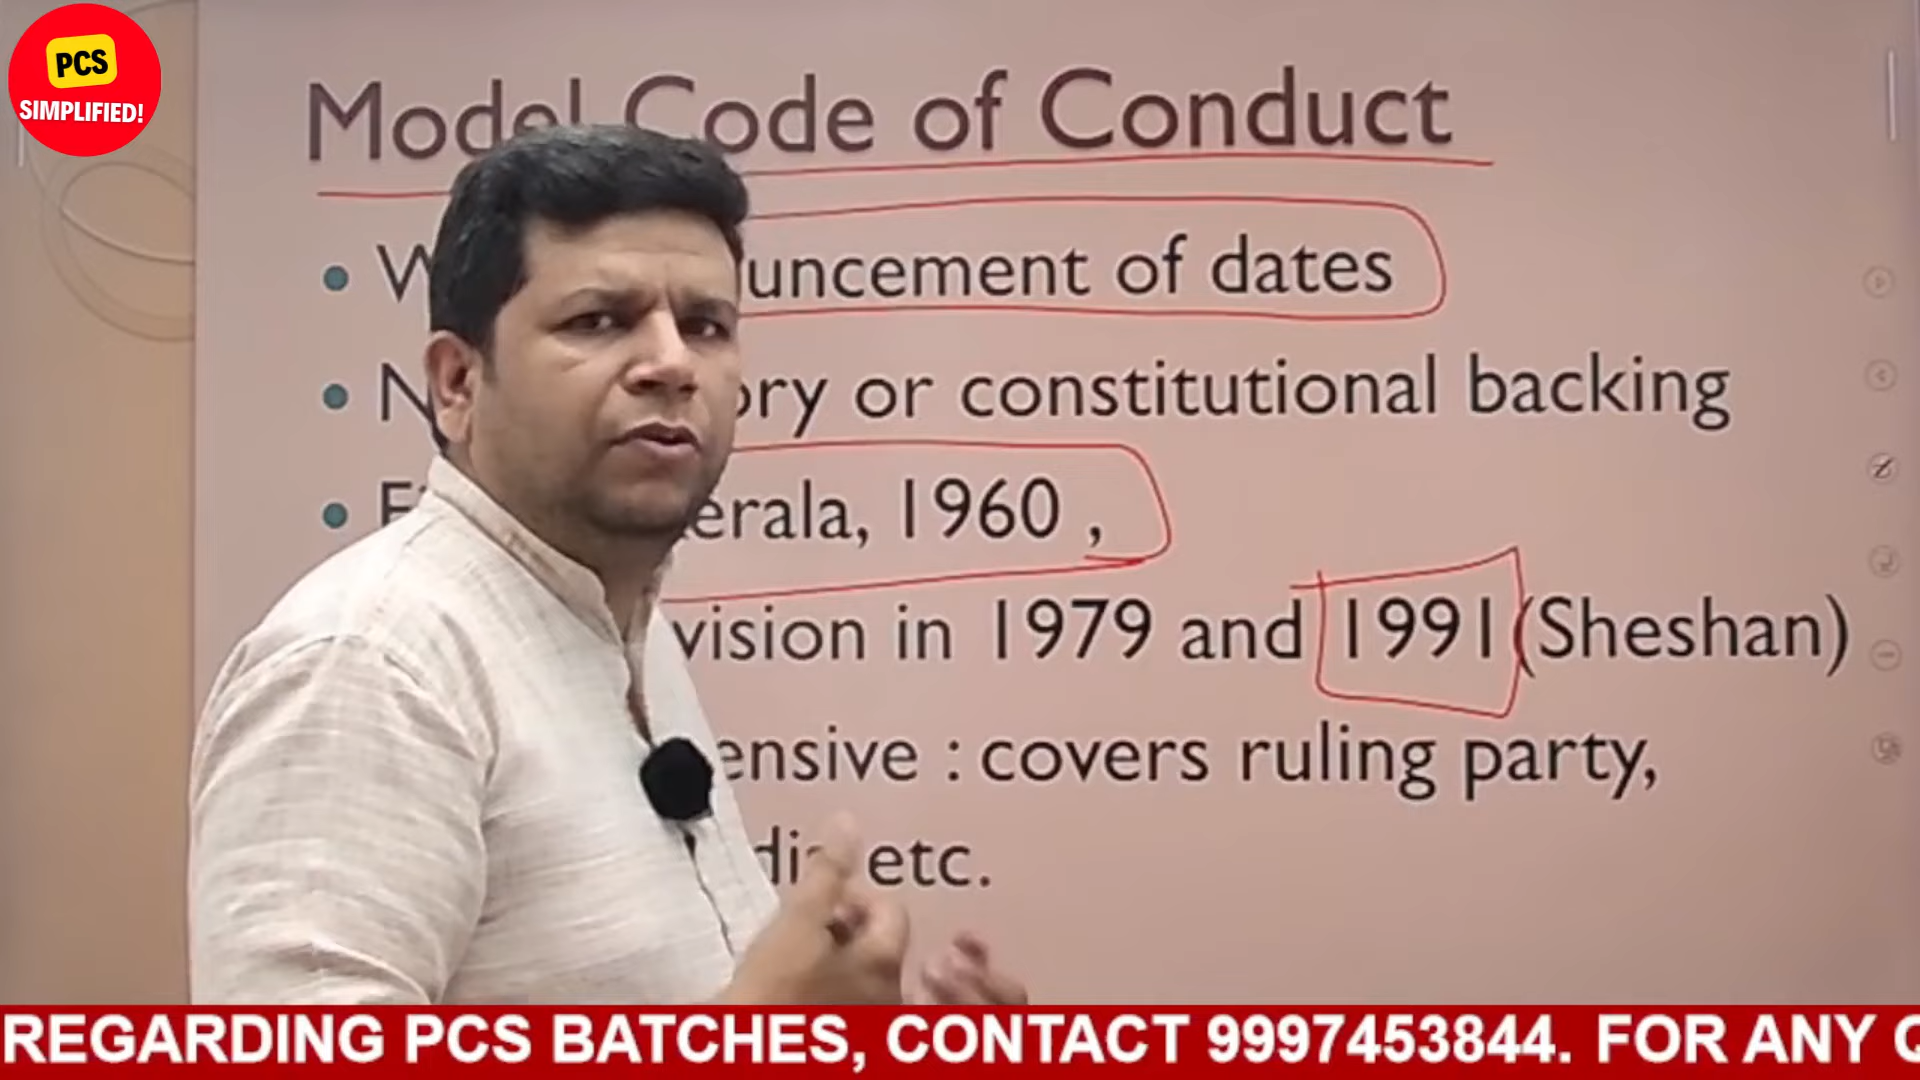 PCS
SIMPLIFIED!
Model Code of Conduct
uncement of dates
ory or constitutional backing
erala, 1960 ,
vision in 1979 and 1991 (Sheshan)
ensive : covers ruling party,
etc.
REGARDING PCS BATCHES, CONTACT 9997453844. FOR ANY Q